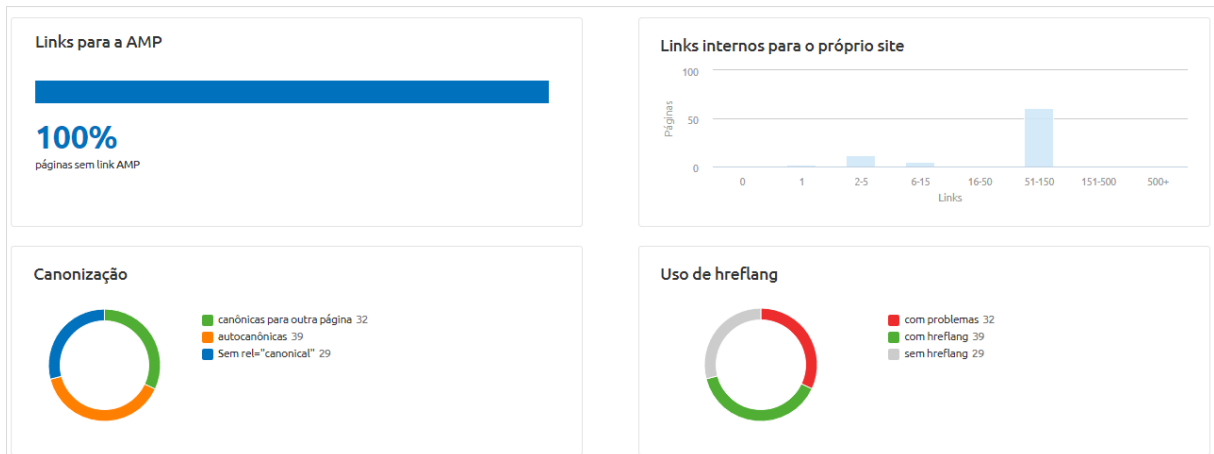 Links para a AMP
100%
páginas sem link AMP
Links internos para o próprio site
100
50
0
Páginas
0 1 2-5 6-15 16-50 51-150 151-500 500+
Links
Canonização
canônicas para outra página 32
autocanônicas 39
Sem rel="canonical" 29
Uso de hreflang
com problemas 32
com hreflang 39
sem hreflang 29